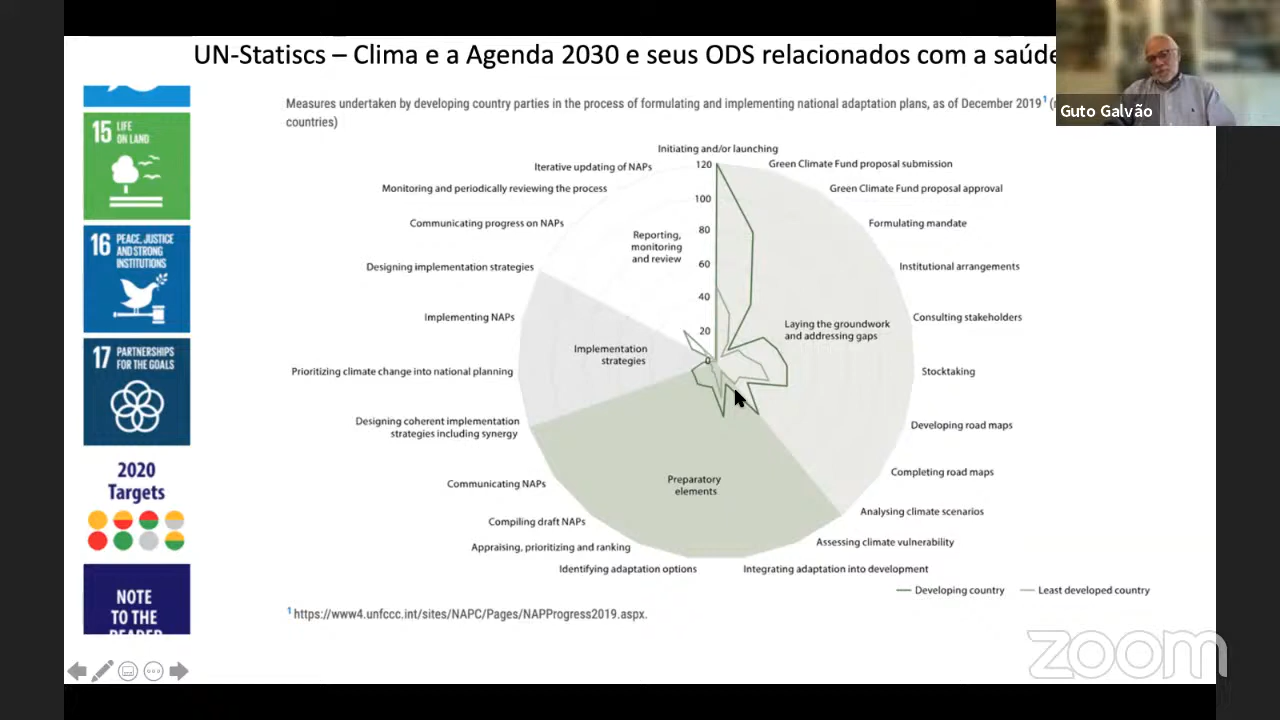 UN-Statiscs – Clima e a Agenda 2030 e seus ODS relacionados com a saúde
Guto Galvão
Measures undertaken by developing country parties in the process of formulating and implementing national adaptation plans, as of December 2019¹
countries)
15 LIFE
ON LAND
16 PEACE, JUSTICE
AND STRONG
INSTITUTIONS
17 PARTNERSHIPS
FOR THE GOALS
2020
Targets
NOTE
TO THE
READER
Initiating and/or launching
Green Climate Fund proposal submission
Green Climate Fund proposal approval
Formulating mandate
Institutional arrangements
Consulting stakeholders
Stocktaking
Developing road maps
Completing road maps
Analysing climate scenarios
Assessing climate vulnerability
Integrating adaptation into development
Identifying adaptation options
Appraising, prioritizing and ranking
Compiling draft NAPs
Communicating NAPs
Designing coherent implementation
strategies including synergy
Prioritizing climate change into national planning
Implementing NAPs
Designing implementation strategies
Communicating progress on NAPs
Monitoring and periodically reviewing the process
Iterative updating of NAPs
120
100
80
60
40
20
0
Reporting,
monitoring
and review
Laying the groundwork
and addressing gaps
Implementation
strategies
Preparatory
elements
Developing country
Least developed country
¹ https://www4.unfccc.int/sites/NAPC/Pages/NAPProgress2019.aspx.
zoom